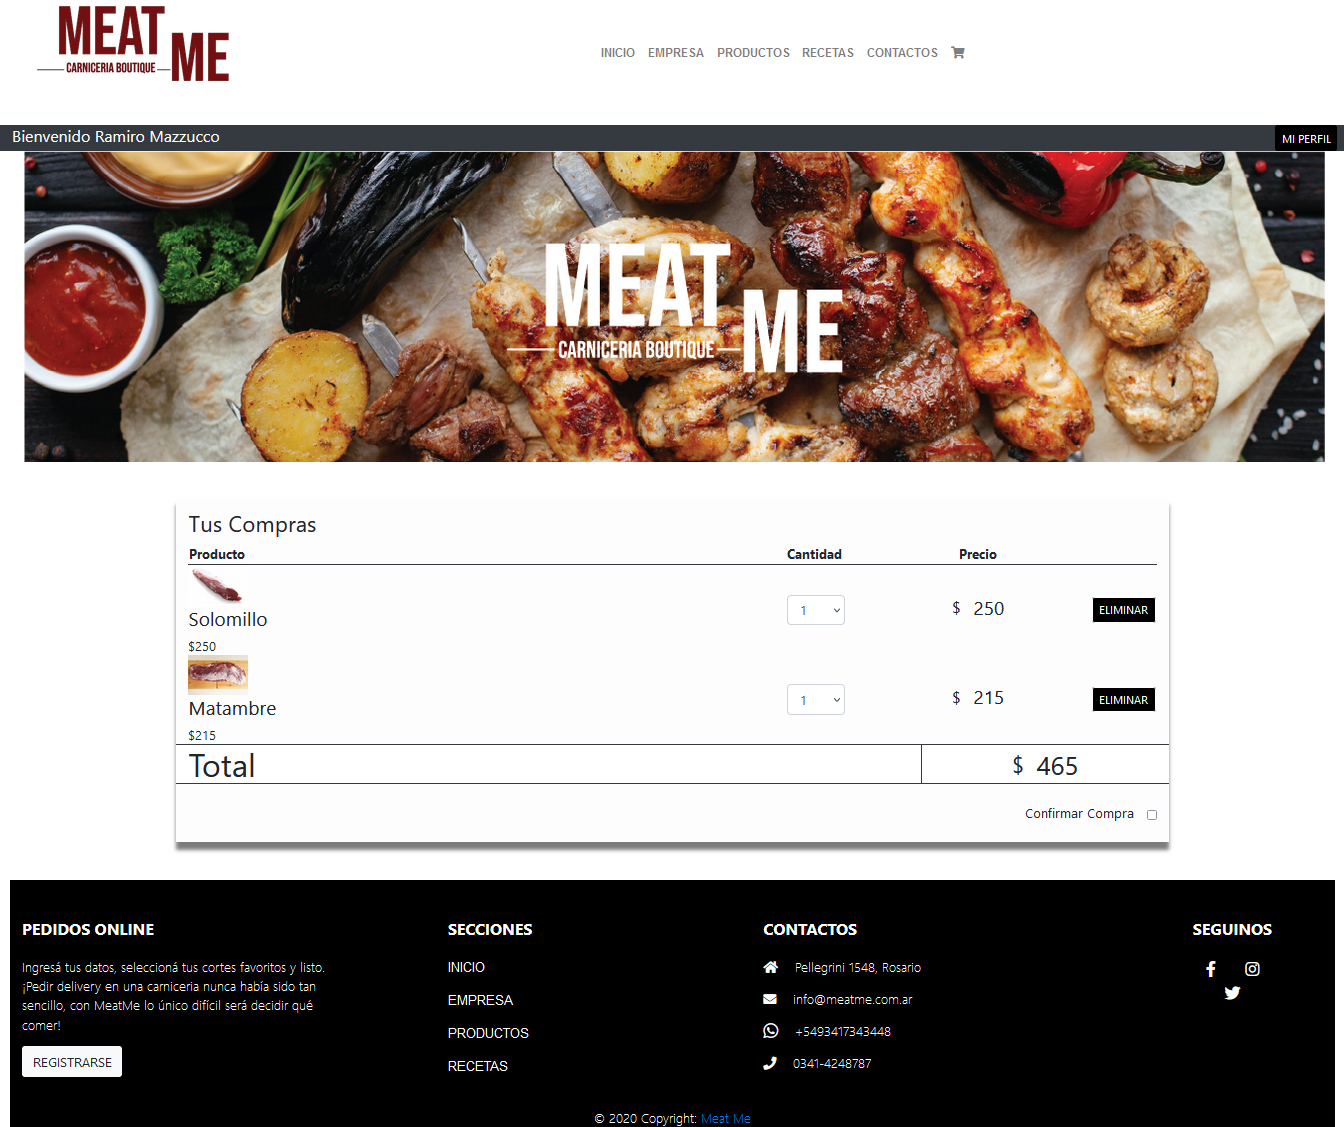 MEAT ME
CARNICERIA BOUTIQUE
INICIO EMPRESA PRODUCTOS RECETAS CONTACTOS
Bienvenido Ramiro Mazzucco
MI PERFIL
MEAT ME
CARNICERIA BOUTIQUE
Tus Compras
Producto Cantidad Precio
Solomillo 1 $ 250 ELIMINAR
$250
Matambre 1 $ 215 ELIMINAR
$215
Total $ 465
Confirmar Compra
PEDIDOS ONLINE
Ingresá tus datos, seleccioná tus cortes favoritos y listo.
¡Pedir delivery en una carniceria nunca había sido tan
sencillo, con MeatMe lo único difícil será decidir qué
comer!
REGISTRARSE
SECCIONES
INICIO
EMPRESA
PRODUCTOS
RECETAS
CONTACTOS
Pellegrini 1548, Rosario
info@meatme.com.ar
+5493417343448
0341-4248787
SEGUINOS
© 2020 Copyright: Meat Me